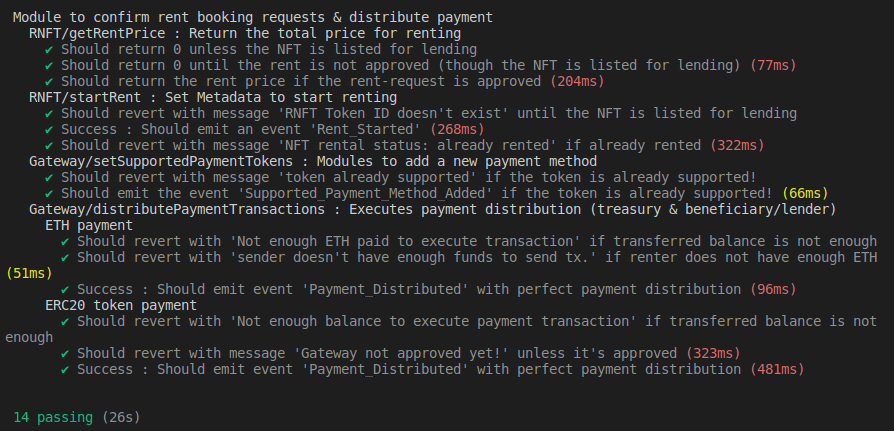 Module to confirm rent booking requests & distribute payment
RNFT/getRentPrice : Return the total price for renting
✔ Should return 0 unless the NFT is listed for lending
✔ Should return 0 until the rent is not approved (though the NFT is listed for lending) (77ms)
✔ Should return the rent price if the rent-request is approved (204ms)
RNFT/startRent : Set Metadata to start renting
✔ Should revert with message 'RNFT Token ID doesn't exist' until the NFT is listed for lending
✔ Success : Should emit an event 'Rent_Started' (268ms)
✔ Should revert with message 'NFT rental status: already rented' if already rented (322ms)
Gateway/setSupportedPaymentTokens : Modules to add a new payment method
✔ Should revert with message 'token already supported' if the token is already supported!
✔ Should emit the event 'Supported_Payment_Method_Added' if the token is already supported! (66ms)
Gateway/distributePaymentTransactions : Executes payment distribution (treasury & beneficiary/lender)
ETH payment
✔ Should revert with 'Not enough ETH paid to execute transaction' if transferred balance is not enough
✔ Should revert with 'sender doesn't have enough funds to send tx.' if renter does not have enough ETH
(51ms)
✔ Success : Should emit event 'Payment_Distributed' with perfect payment distribution (96ms)
ERC20 token payment
✔ Should revert with 'Not enough balance to execute payment transaction' if transferred balance is not
enough
✔ Should revert with message 'Gateway not approved yet!' unless it's approved (323ms)
✔ Success : Should emit event 'Payment_Distributed' with perfect payment distribution (481ms)
14 passing (26s)